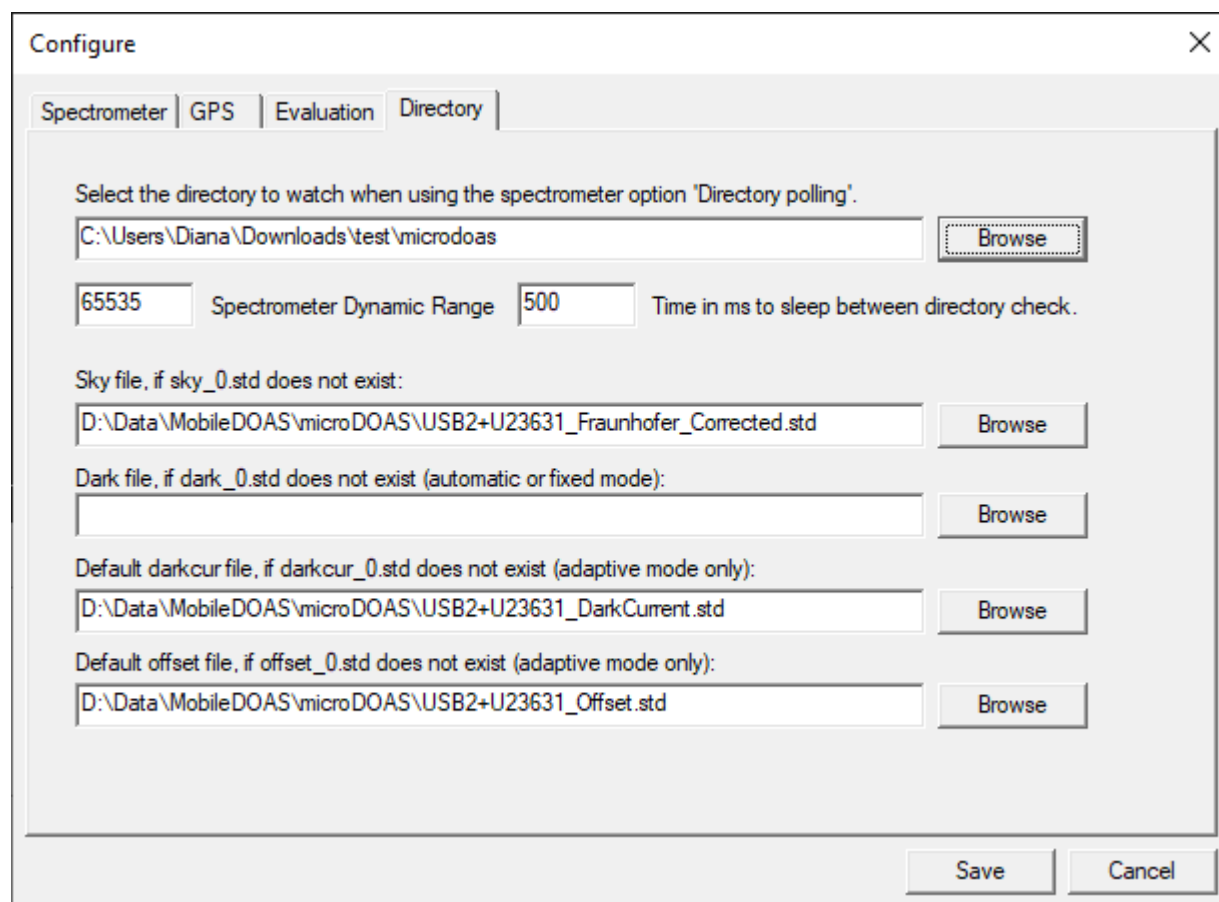 Configure
Spectrometer GPS Evaluation Directory
Select the directory to watch when using the spectrometer option 'Directory polling'.
C:\Users\Diana\Downloads\test\microdoas Browse
65535 Spectrometer Dynamic Range 500 Time in ms to sleep between directory check.
Sky file, if sky_0.std does not exist:
D:\Data\MobileDOAS\microDOAS\USB2+U23631_Fraunhofer_Corrected.std Browse
Dark file, if dark_0.std does not exist (automatic or fixed mode):
Browse
Default darkcur file, if darkcur_0.std does not exist (adaptive mode only):
D:\Data\MobileDOAS\microDOAS\USB2+U23631_DarkCurrent.std Browse
Default offset file, if offset_0.std does not exist (adaptive mode only):
D:\Data\MobileDOAS\microDOAS\USB2+U23631_Offset.std Browse
Save Cancel